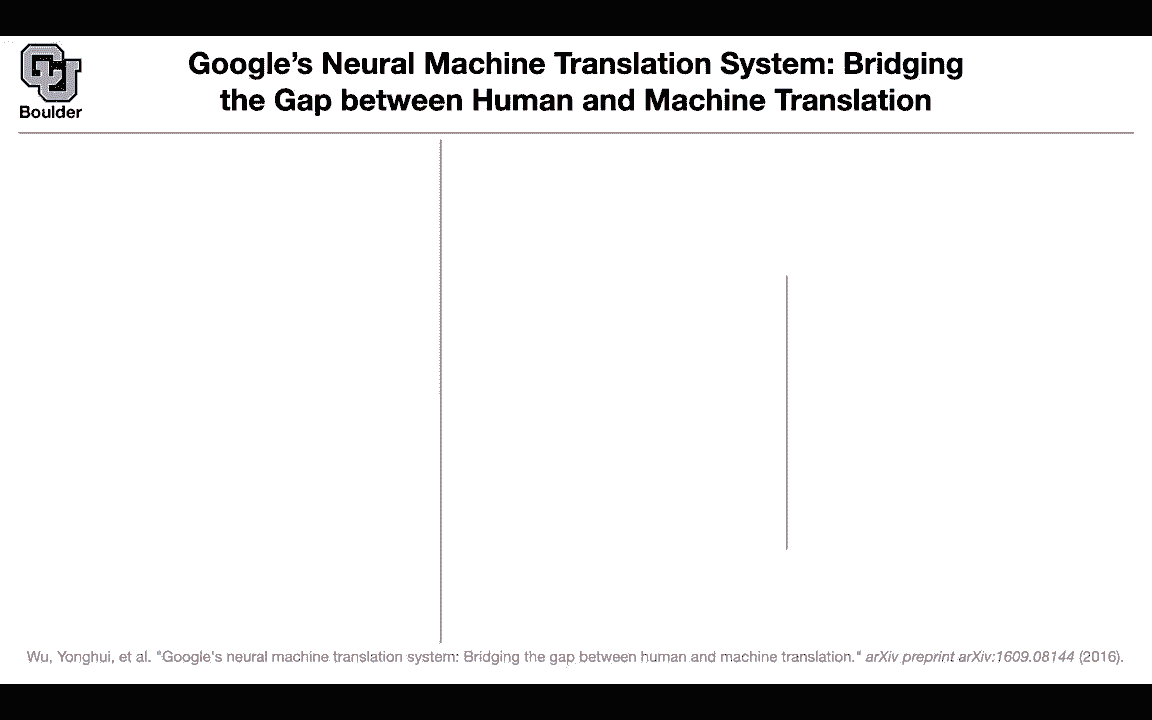 Boulder
Google's Neural Machine Translation System: Bridging
the Gap between Human and Machine Translation
Wu, Yonghui, et al. "Google's neural machine translation system: Bridging the gap between human and machine translation." arXiv preprint arXiv:1609.08144 (2016).